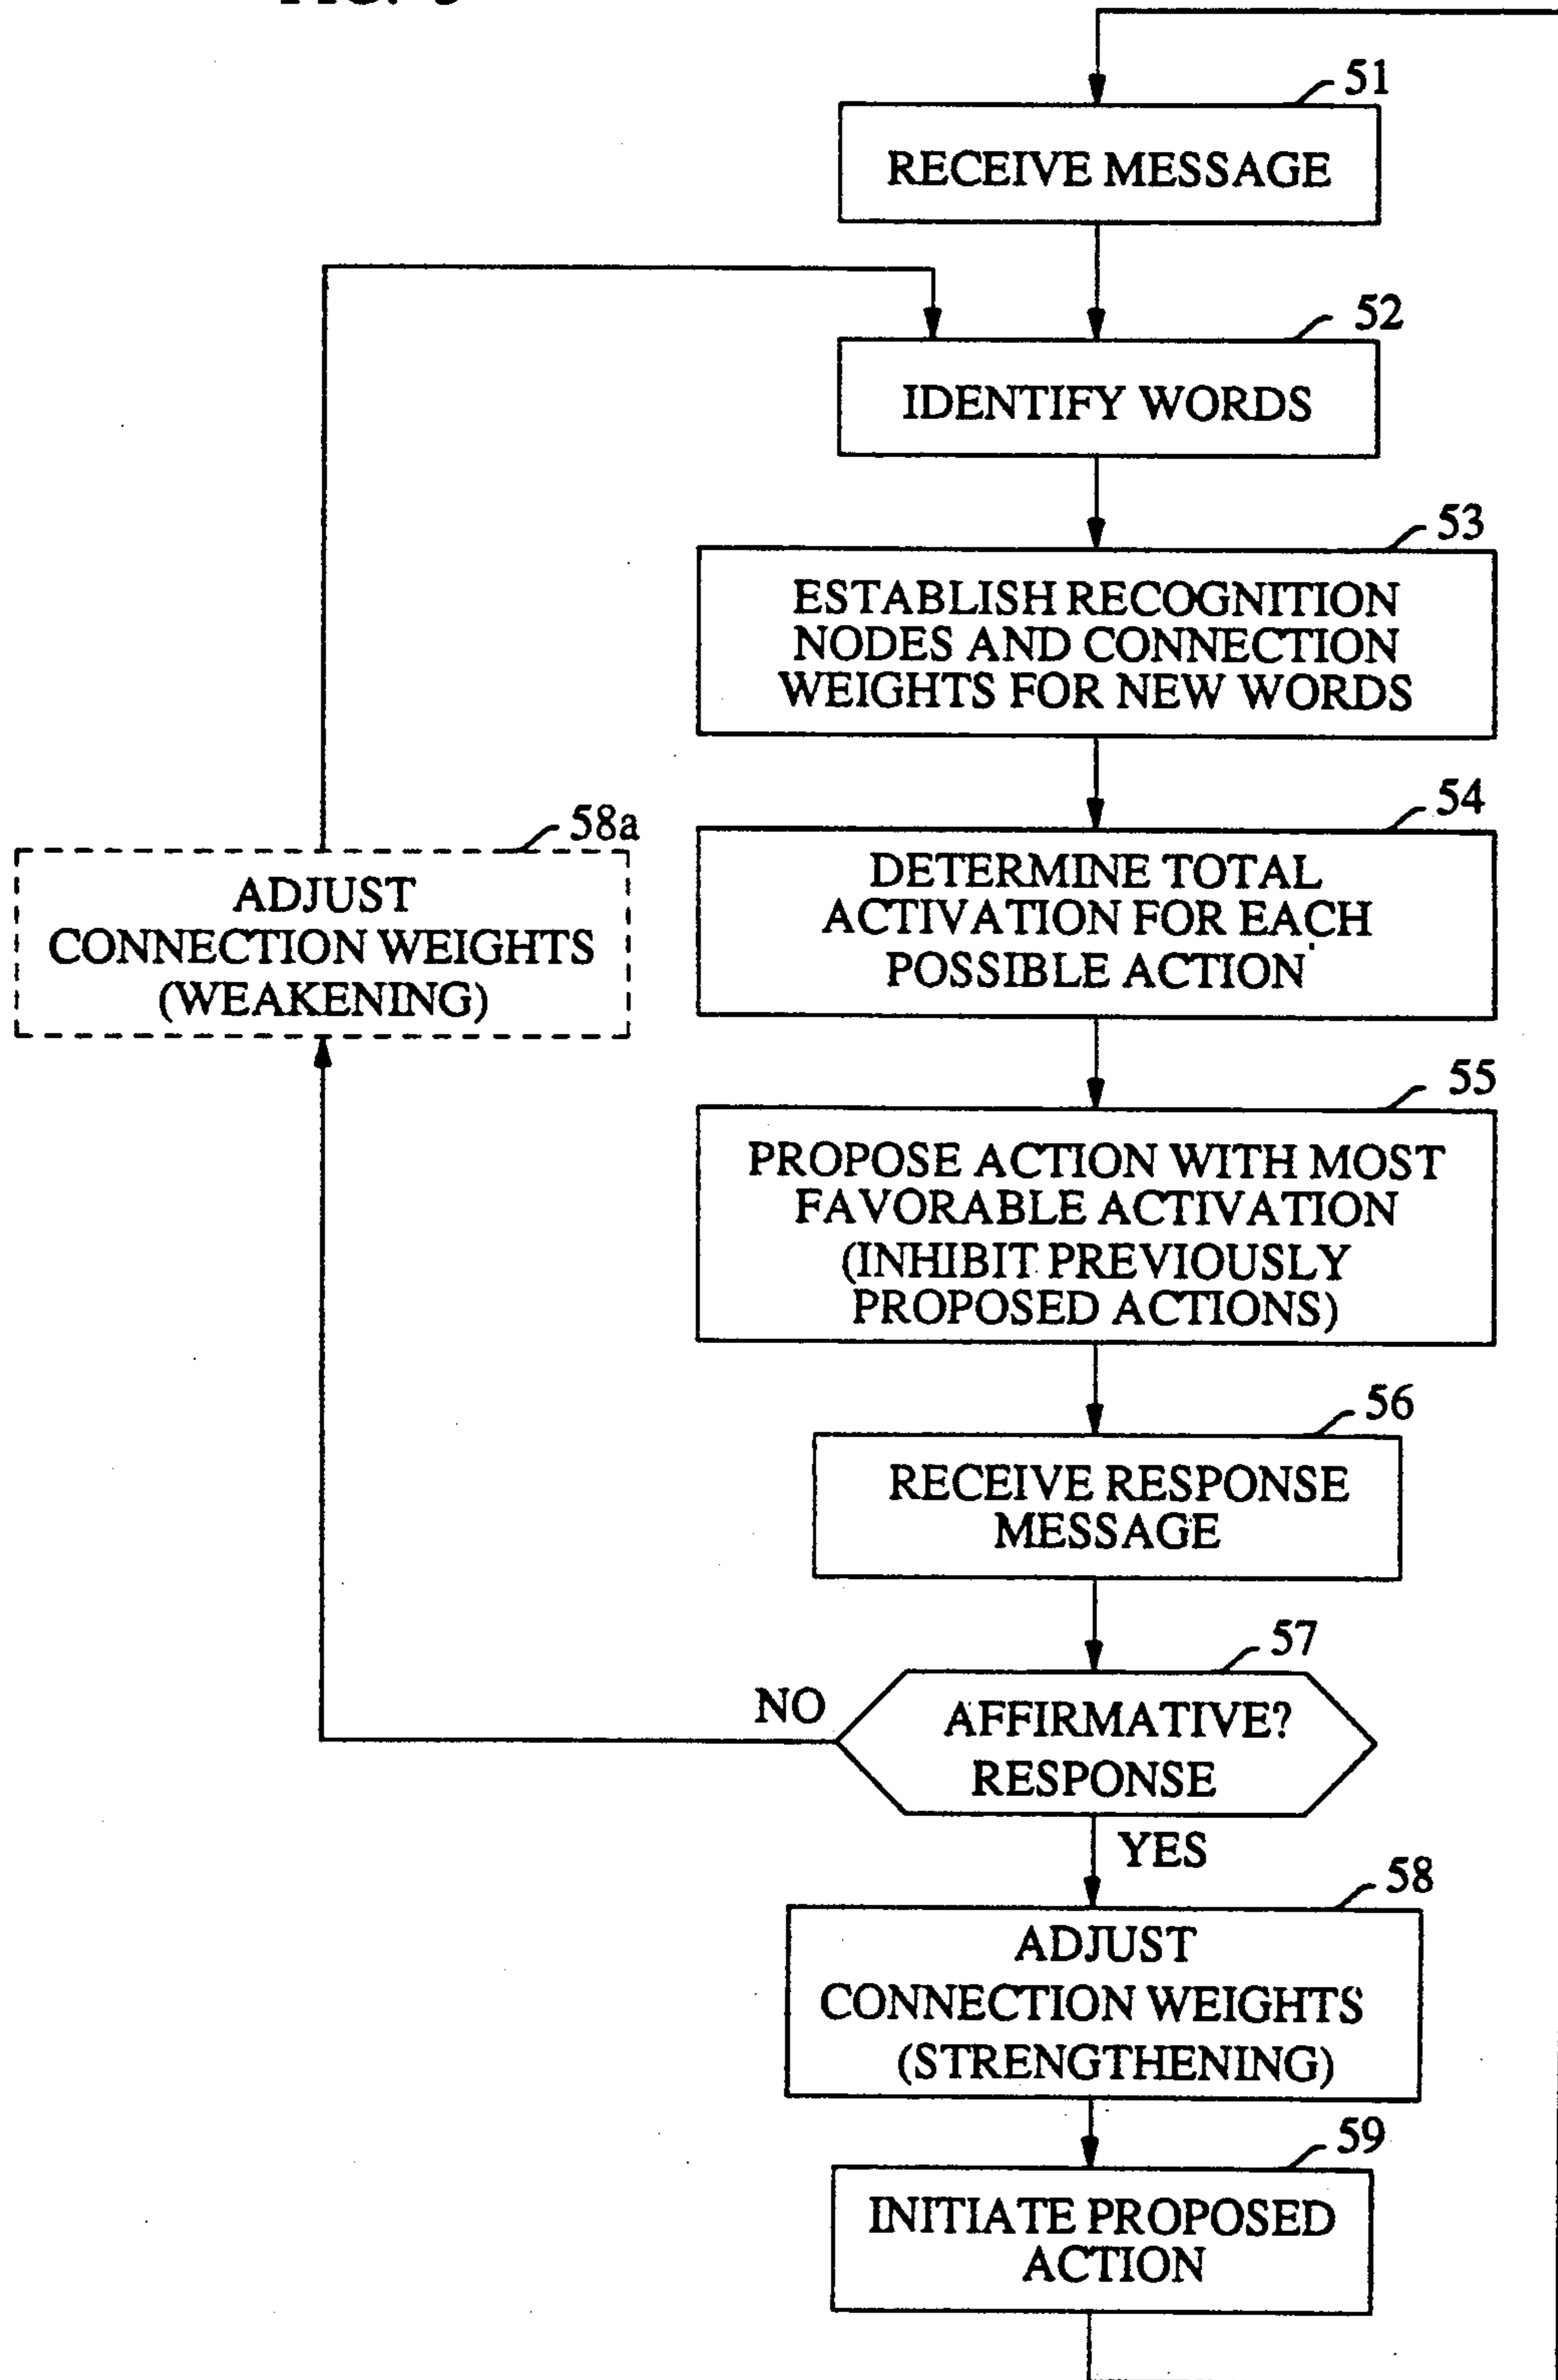 51
RECEIVE MESSAGE
52
IDENTIFY WORDS
53
ESTABLISH RECOGNITION
NODES AND CONNECTION
WEIGHTS FOR NEW WORDS
54
DETERMINE TOTAL
ACTIVATION FOR EACH
POSSIBLE ACTION
58a
ADJUST
CONNECTION WEIGHTS
(WEAKENING)
55
PROPOSE ACTION WITH MOST
FAVORABLE ACTIVATION
(INHIBIT PREVIOUSLY
PROPOSED ACTIONS)
56
RECEIVE RESPONSE
MESSAGE
57
NO
AFFIRMATIVE?
RESPONSE
YES
58
ADJUST
CONNECTION WEIGHTS
(STRENGTHENING)
59
INITIATE PROPOSED
ACTION